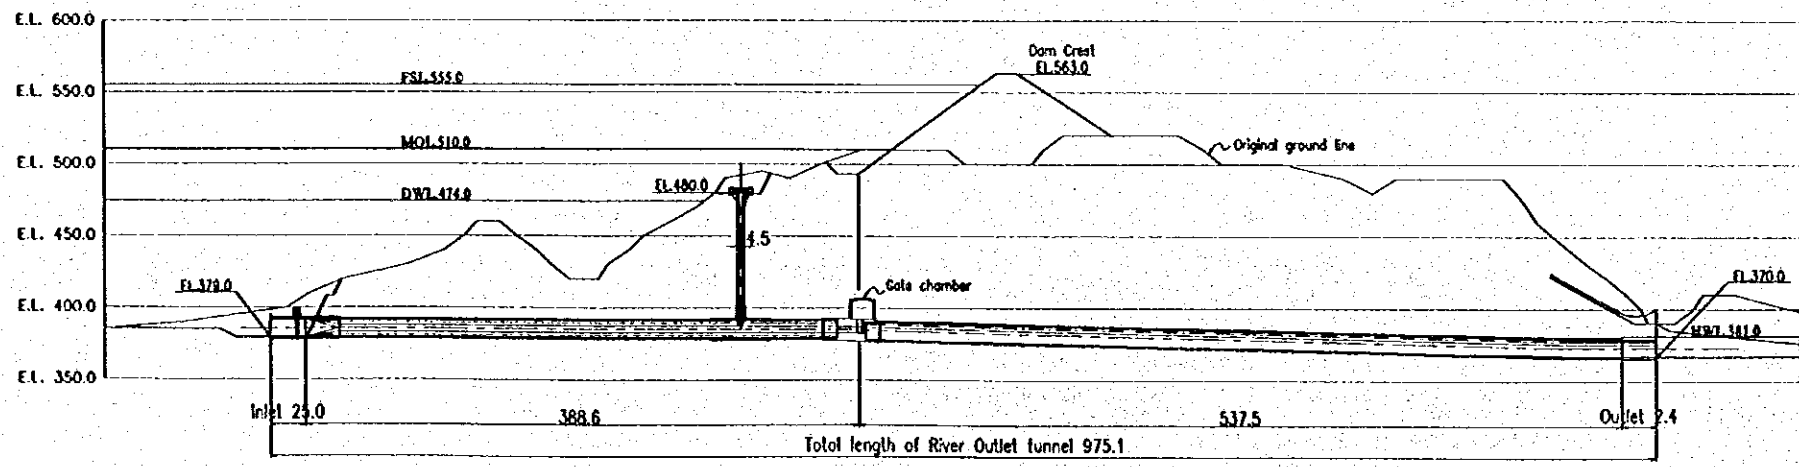 E.L. 600.0
Dam Crest
EL.563.0
FSL.555.0
E.L. 550.0
MOL.510.0
Original ground line
E.L. 500.0
EL.480.0
DWL.474.0
E.L. 450.0
4.5
EL.379.0
Gate chamber
EL.370.0
E.L. 400.0
HWL.381.0
E.L. 350.0
Inlet 25.0
388.6
537.5
Outlet 2.4
Total length of River Outlet tunnel 975.1